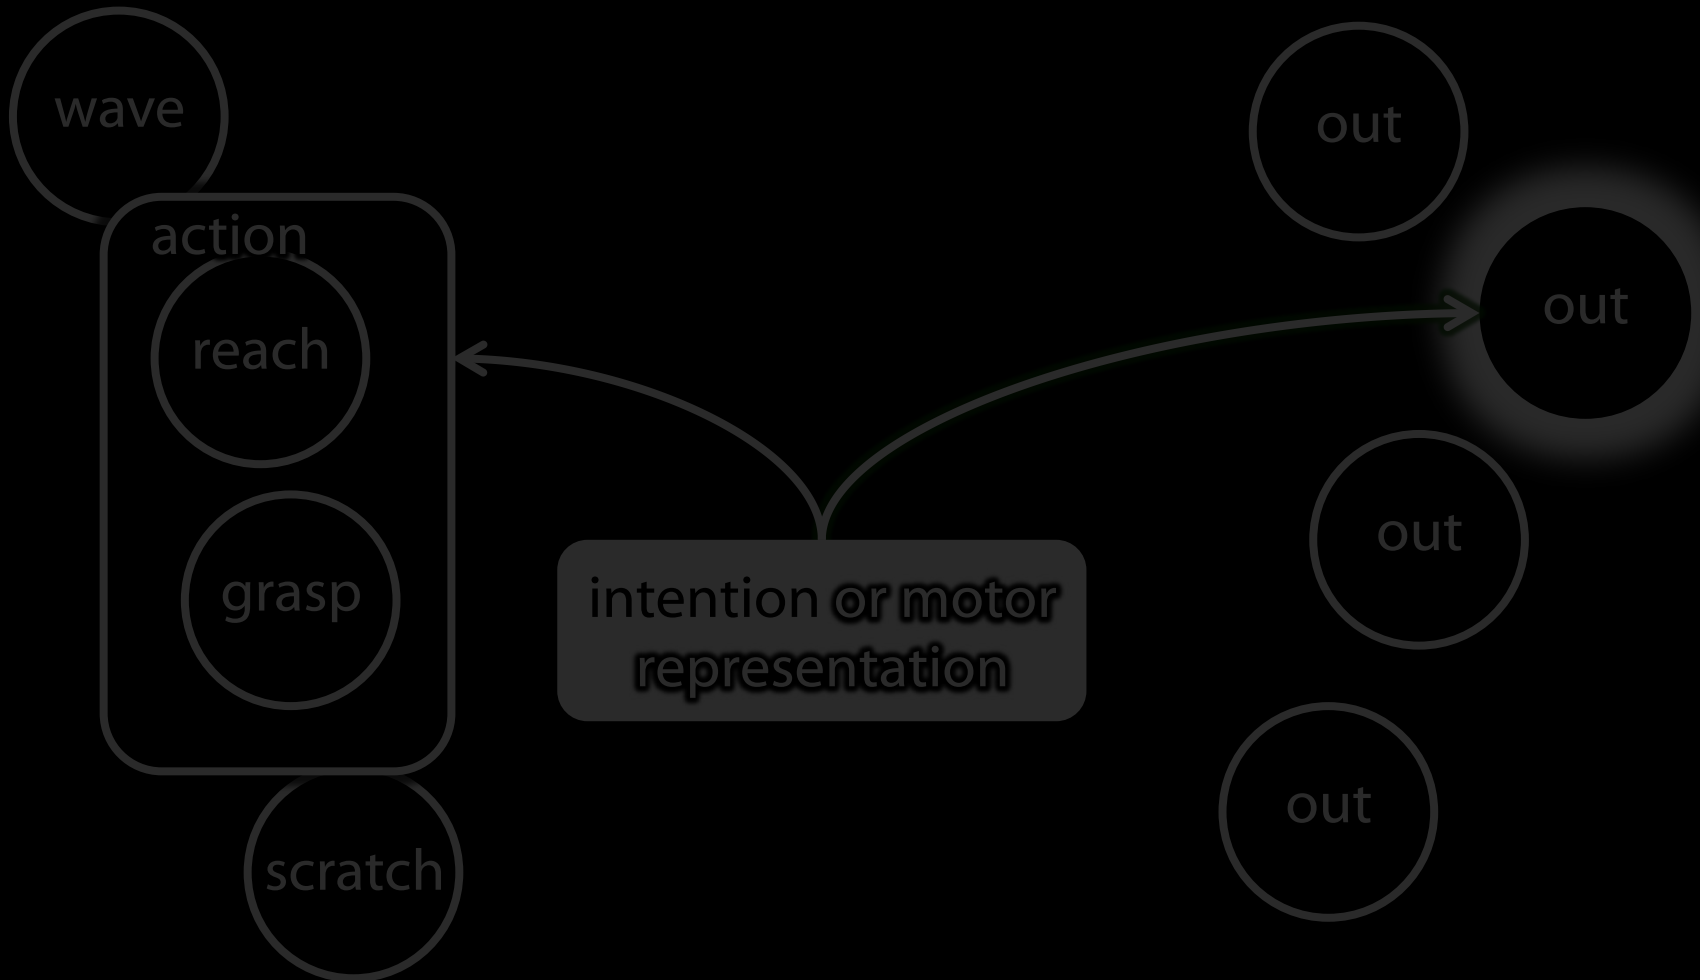 wave
action
reach
grasp
scratch
intention or motor
representation
out
out
out
out